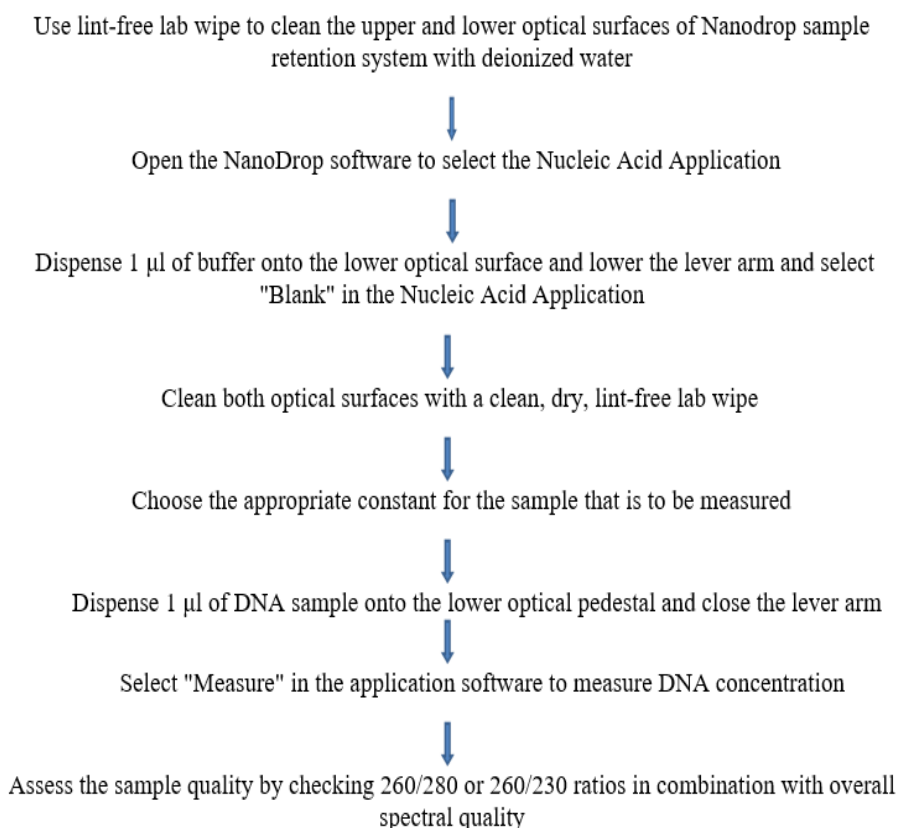 Use lint-free lab wipe to clean the upper and lower optical surfaces of Nanodrop sample
retention system with deionized water
Open the NanoDrop software to select the Nucleic Acid Application
Dispense 1 µl of buffer onto the lower optical surface and lower the lever arm and select
"Blank" in the Nucleic Acid Application
Clean both optical surfaces with a clean, dry, lint-free lab wipe
Choose the appropriate constant for the sample that is to be measured
Dispense 1 µl of DNA sample onto the lower optical pedestal and close the lever arm
Select "Measure" in the application software to measure DNA concentration
Assess the sample quality by checking 260/280 or 260/230 ratios in combination with overall
spectral quality